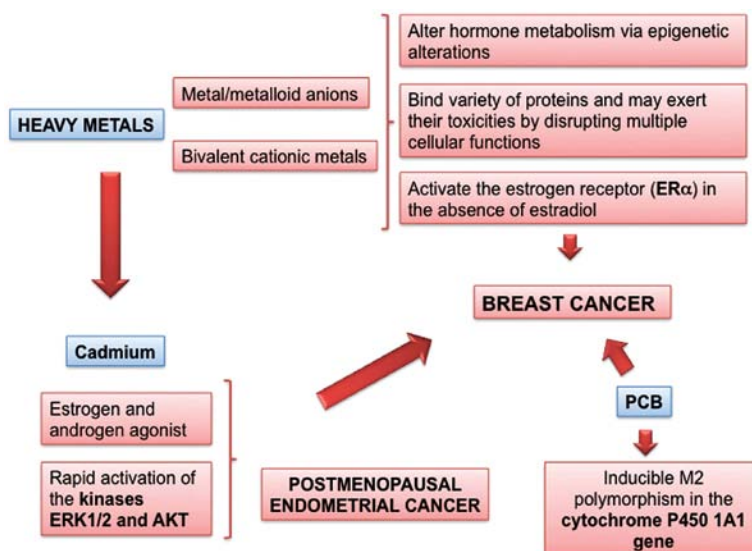 HEAVY METALS
Metal/metalloid anions
Bivalent cationic metals
Alter hormone metabolism via epigenetic
alterations
Bind variety of proteins and may exert
their toxicities by disrupting multiple
cellular functions
Activate the estrogen receptor (ERα) in
the absence of estradiol
BREAST CANCER
Cadmium
Estrogen and
androgen agonist
Rapid activation of
the kinases
ERK1/2 and AKT
POSTMENOPAUSAL
ENDOMETRIAL CANCER
PCB
Inducible M2
polymorphism in the
cytochrome P450 1A1
gene